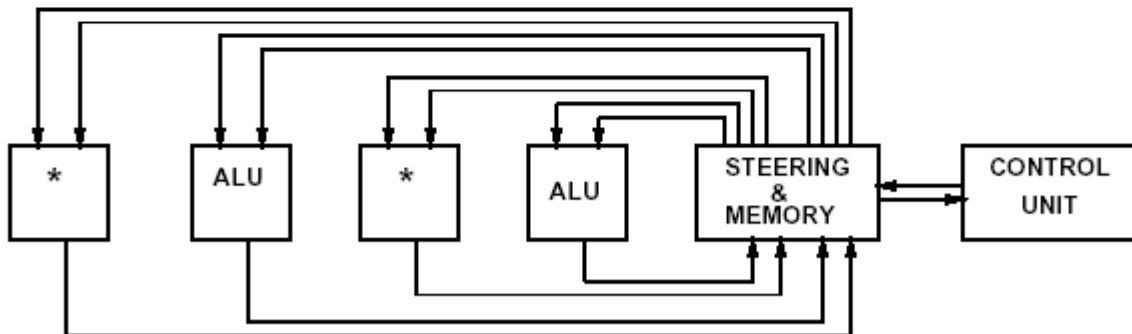 *
ALU
*
ALU
STEERING
&
MEMORY
CONTROL
UNIT